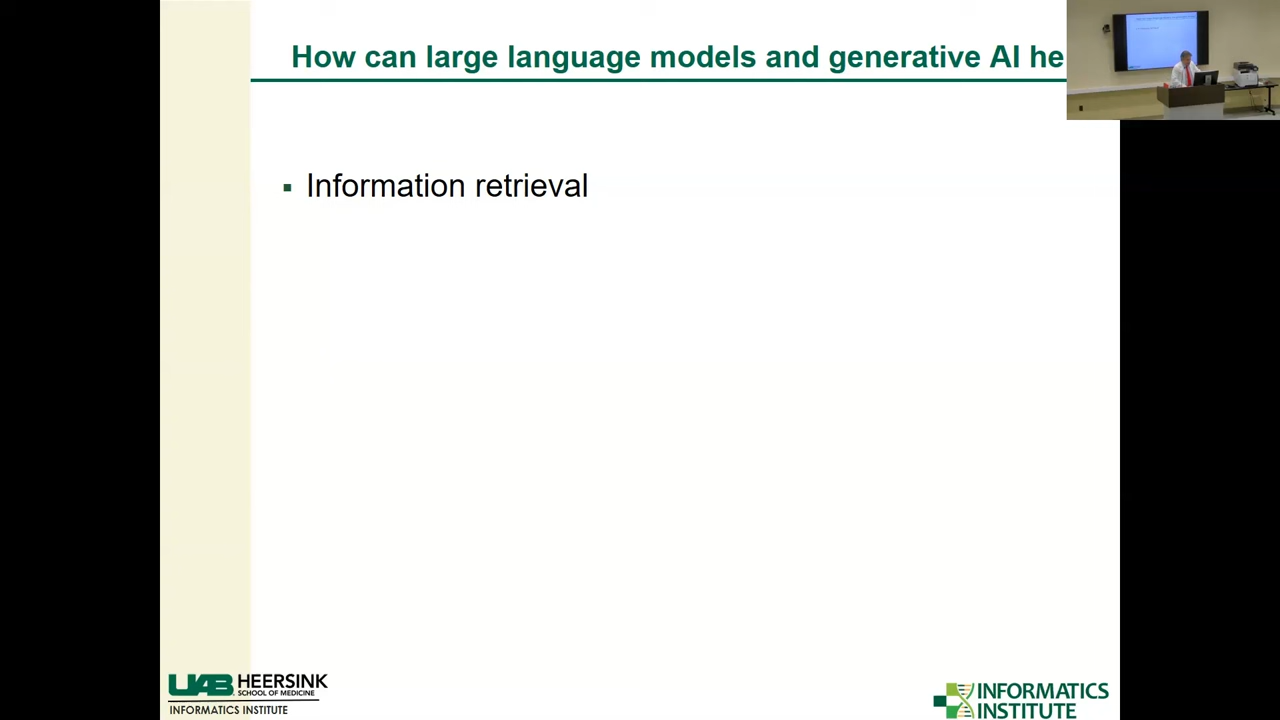 How can large language models and generative AI he
▪ Information retrieval
UAB HEERSINK
SCHOOL OF MEDICINE
INFORMATICS INSTITUTE
INFORMATICS
INSTITUTE